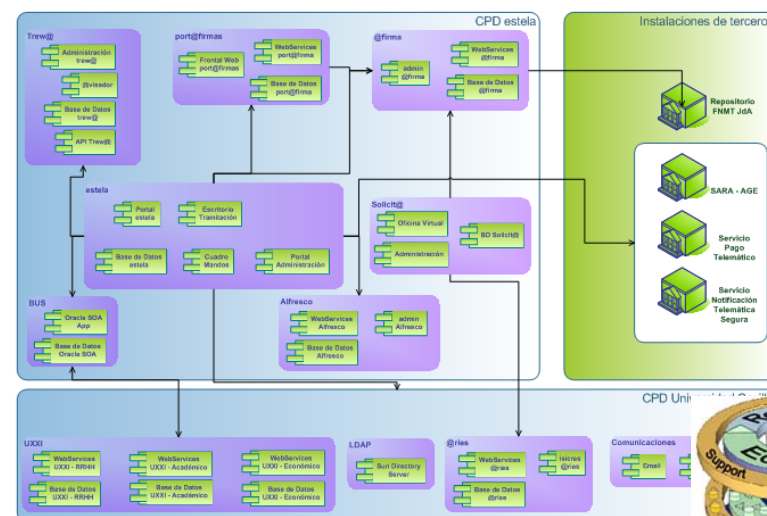 CPD estela
Instalaciones de tercero
Trew@
Administración
trew@
@visador
Base de Datos
trew@
API Trew@
port@firmas
Frontal Web
port@firmas
WebServices
port@firma
Base de Datos
port@firma
@firma
admin
@firma
WebServices
@firma
Base de Datos
@firma
Repositorio
FNMT JdA
SARA - AGE
Servicio
Pago
Telemático
Servicio
Notificación
Telemática
Segura
estela
Portal
estela
Escritorio
Tramitación
Base de Datos
estela
Cuadro
Mandos
Portal
Administración
Solicit@
Oficina Virtual
BD Solicit@
Administración
BUS
Oracle SOA
App
Base de Datos
Oracle SOA
Alfresco
WebServices
Alfresco
admin
Alfresco
Base de Datos
Alfresco
CPD
UXXI
WebServices
UXXI - RRHH
WebServices
UXXI - Académico
WebServices
UXXI - Económico
Base de Datos
UXXI - RRHH
Base de Datos
UXXI - Académico
Base de Datos
UXXI - Económico
LDAP
Sun Directory
Server
@ries
WebServices
@ries
isicres
@ries
Base de Datos
@ries
Comunicaciones
Email
Support